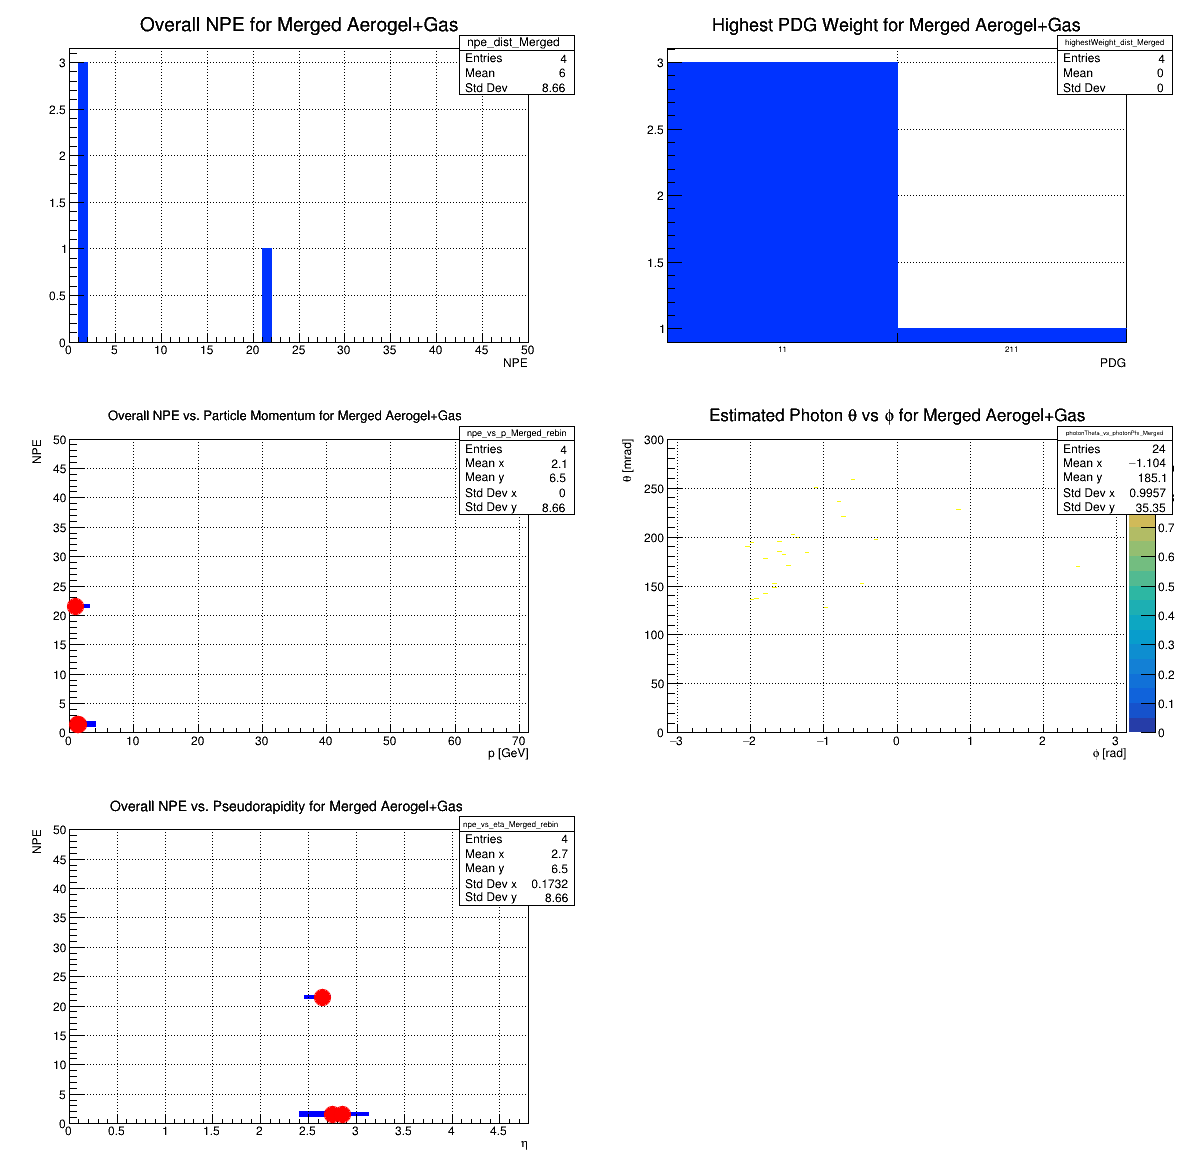 Overall NPE for Merged Aerogel+Gas
npe_dist_Merged
Entries 4
Mean 6
Std Dev 8.66
3
2.5
2
1.5
1
0.5
0
0 5 10 15 20 25 30 35 40 45 50
NPE
Highest PDG Weight for Merged Aerogel+Gas
highestWeight_dist_Merged
Entries 4
Mean 0
Std Dev 0
3
2.5
2
1.5
1
11 211
PDG
Overall NPE vs. Particle Momentum for Merged Aerogel+Gas
npe_vs_p_Merged_rebin
Entries 4
Mean x 2.1
Mean y 6.5
Std Dev x 0
Std Dev y 8.66
NPE
50
45
40
35
30
25
20
15
10
5
0
0 10 20 30 40 50 60 70
p [GeV]
Estimated Photon θ vs ϕ for Merged Aerogel+Gas
photonTheta_vs_photonPhi_Merged
Entries 24
Mean x −1.104
Mean y 185.1
Std Dev x 0.9957
Std Dev y 35.35
θ [mrad]
300
250
200
150
100
50
0
−3 −2 −1 0 1 2 3
ϕ [rad]
0.7
0.6
0.5
0.4
0.3
0.2
0.1
0
Overall NPE vs. Pseudorapidity for Merged Aerogel+Gas
npe_vs_eta_Merged_rebin
Entries 4
Mean x 2.7
Mean y 6.5
Std Dev x 0.1732
Std Dev y 8.66
NPE
50
45
40
35
30
25
20
15
10
5
0
0 0.5 1 1.5 2 2.5 3 3.5 4 4.5
η